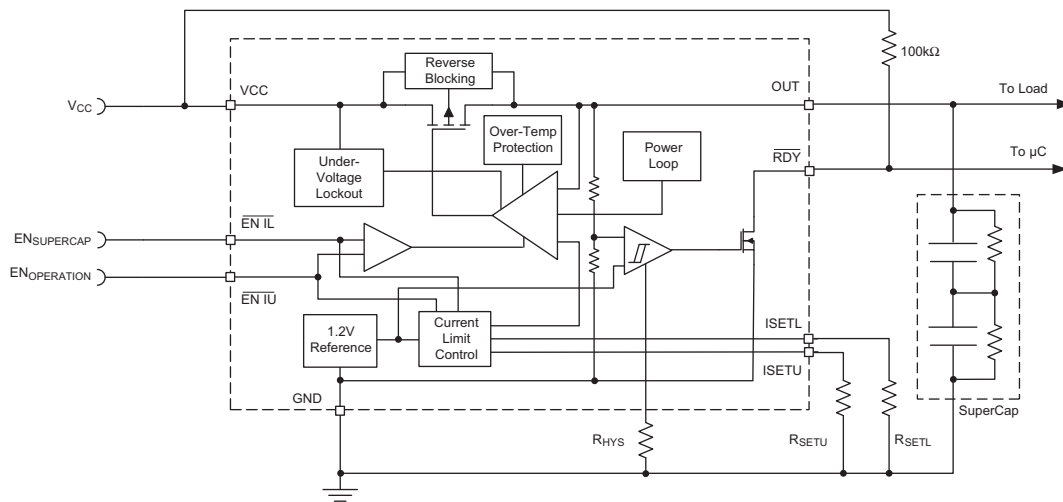 100kΩ
Reverse
Blocking
VCC
OUT
VCC
To Load
Over-Temp
Protection
Power
Loop
RDY
To µC
Under-
Voltage
Lockout
EN IL
ENSUPERCAP
ENOPERATION
EN IU
1.2V
Reference
Current
Limit
Control
ISETL
ISETU
GND
SuperCap
RHYS
RSETU
RSETL